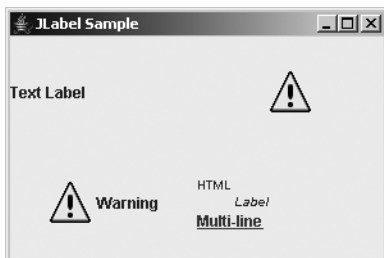 JLabel Sample
Text Label
Warning
HTML
Label
Multi-line